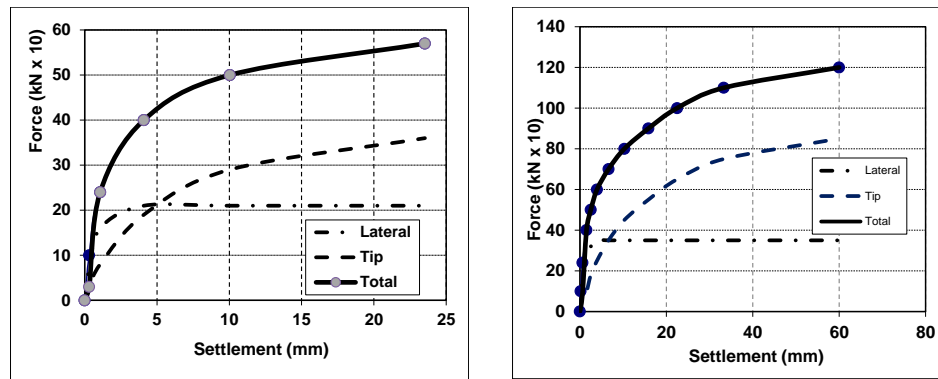 Force (kN x 10)
60
50
40
30
20
10
0
Lateral
Tip
Total
0 5 10 15 20 25
Settlement (mm)
Force (kN x 10)
140
120
100
80
60
40
20
0
Lateral
Tip
Total
0 20 40 60 80
Settlement (mm)